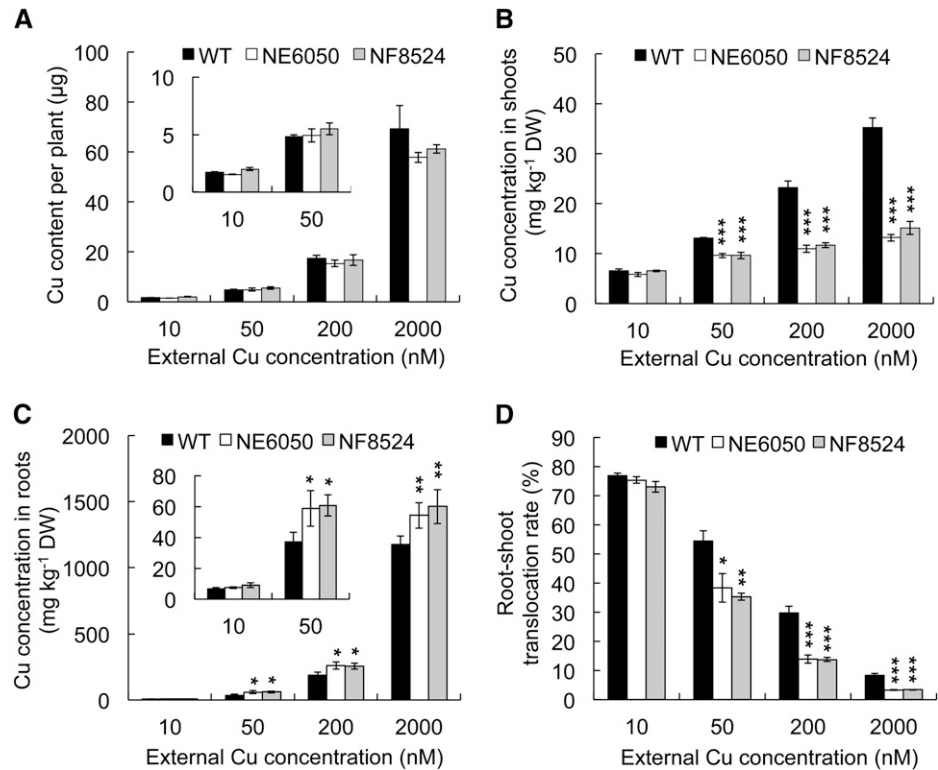 A
WT NE6050 NF8524
Cu content per plant (µg)
100
80
60
40
20
0
10
5
0
10 50
10 50 200 2000
External Cu concentration (nM)
B
WT NE6050 NF8524
Cu concentration in shoots
(mg kg⁻¹ DW)
50
40
30
20
10
0
*** ***
*** ***
*** ***
10 50 200 2000
External Cu concentration (nM)
C
WT NE6050 NF8524
Cu concentration in roots
(mg kg⁻¹ DW)
2000
1500
1000
500
0
80
60
40
20
0
* *
10 50
* *
* *
** **
10 50 200 2000
External Cu concentration (nM)
D
WT NE6050 NF8524
Root-shoot
translocation rate (%)
90
80
70
60
50
40
30
20
10
0
* **
*** ***
*** ***
10 50 200 2000
External Cu concentration (nM)